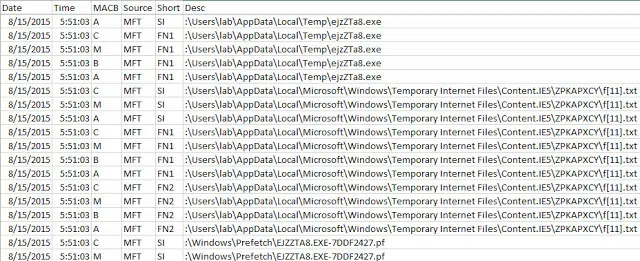 Date Time MACB Source Short Desc
8/15/2015 5:51:03 A MFT SI :\Users\lab\AppData\Local\Temp\ejzZTa8.exe
8/15/2015 5:51:03 C MFT FN1 :\Users\lab\AppData\Local\Temp\ejzZTa8.exe
8/15/2015 5:51:03 M MFT FN1 :\Users\lab\AppData\Local\Temp\ejzZTa8.exe
8/15/2015 5:51:03 B MFT FN1 :\Users\lab\AppData\Local\Temp\ejzZTa8.exe
8/15/2015 5:51:03 A MFT FN1 :\Users\lab\AppData\Local\Temp\ejzZTa8.exe
8/15/2015 5:51:03 C MFT SI :\Users\lab\AppData\Local\Microsoft\Windows\Temporary Internet Files\Content.IE5\ZPKAPXCY\f[11].txt
8/15/2015 5:51:03 M MFT SI :\Users\lab\AppData\Local\Microsoft\Windows\Temporary Internet Files\Content.IE5\ZPKAPXCY\f[11].txt
8/15/2015 5:51:03 A MFT SI :\Users\lab\AppData\Local\Microsoft\Windows\Temporary Internet Files\Content.IE5\ZPKAPXCY\f[11].txt
8/15/2015 5:51:03 C MFT FN1 :\Users\lab\AppData\Local\Microsoft\Windows\Temporary Internet Files\Content.IE5\ZPKAPXCY\f[11].txt
8/15/2015 5:51:03 M MFT FN1 :\Users\lab\AppData\Local\Microsoft\Windows\Temporary Internet Files\Content.IE5\ZPKAPXCY\f[11].txt
8/15/2015 5:51:03 B MFT FN1 :\Users\lab\AppData\Local\Microsoft\Windows\Temporary Internet Files\Content.IE5\ZPKAPXCY\f[11].txt
8/15/2015 5:51:03 A MFT FN1 :\Users\lab\AppData\Local\Microsoft\Windows\Temporary Internet Files\Content.IE5\ZPKAPXCY\f[11].txt
8/15/2015 5:51:03 C MFT FN2 :\Users\lab\AppData\Local\Microsoft\Windows\Temporary Internet Files\Content.IE5\ZPKAPXCY\f[11].txt
8/15/2015 5:51:03 M MFT FN2 :\Users\lab\AppData\Local\Microsoft\Windows\Temporary Internet Files\Content.IE5\ZPKAPXCY\f[11].txt
8/15/2015 5:51:03 B MFT FN2 :\Users\lab\AppData\Local\Microsoft\Windows\Temporary Internet Files\Content.IE5\ZPKAPXCY\f[11].txt
8/15/2015 5:51:03 A MFT FN2 :\Users\lab\AppData\Local\Microsoft\Windows\Temporary Internet Files\Content.IE5\ZPKAPXCY\f[11].txt
8/15/2015 5:51:03 C MFT SI :\Windows\Prefetch\EJZZTA8.EXE-7DDF2427.pf
8/15/2015 5:51:03 M MFT SI :\Windows\Prefetch\EJZZTA8.EXE-7DDF2427.pf